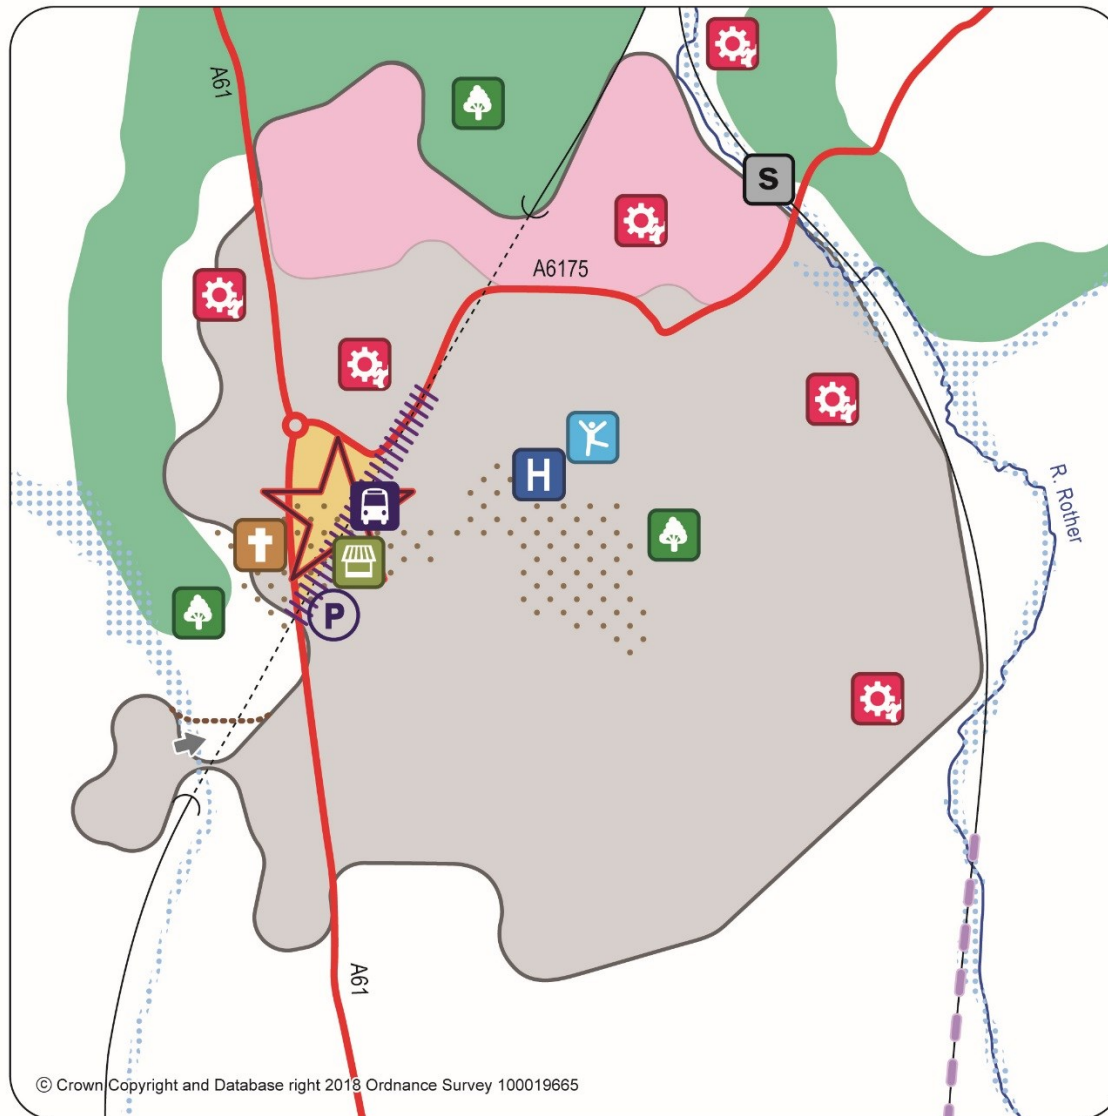 A61
S
A6175
H
R. Rother
P
A61
© Crown Copyright and Database right 2018 Ordnance Survey 100019665